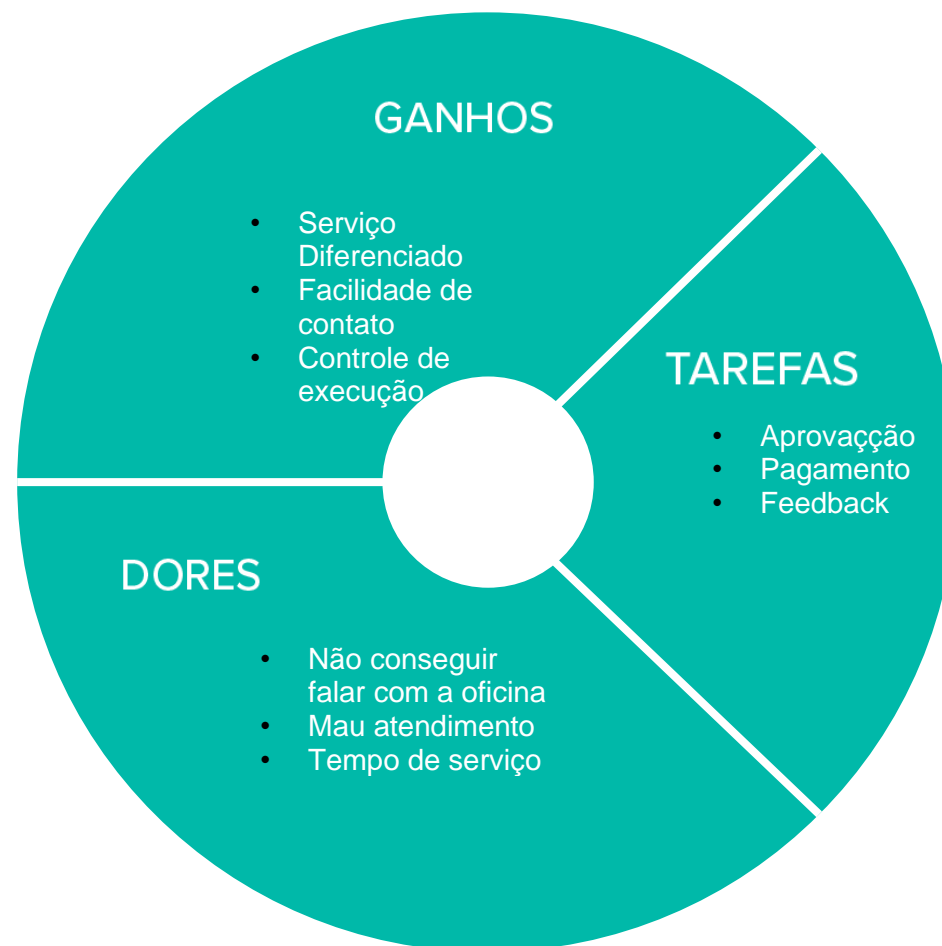 GANHOS
• Serviço
Diferenciado
• Facilidade de
contato
• Controle de
execução
TAREFAS
• Aprovaçção
• Pagamento
• Feedback
DORES
• Não conseguir
falar com a oficina
• Mau atendimento
• Tempo de serviço